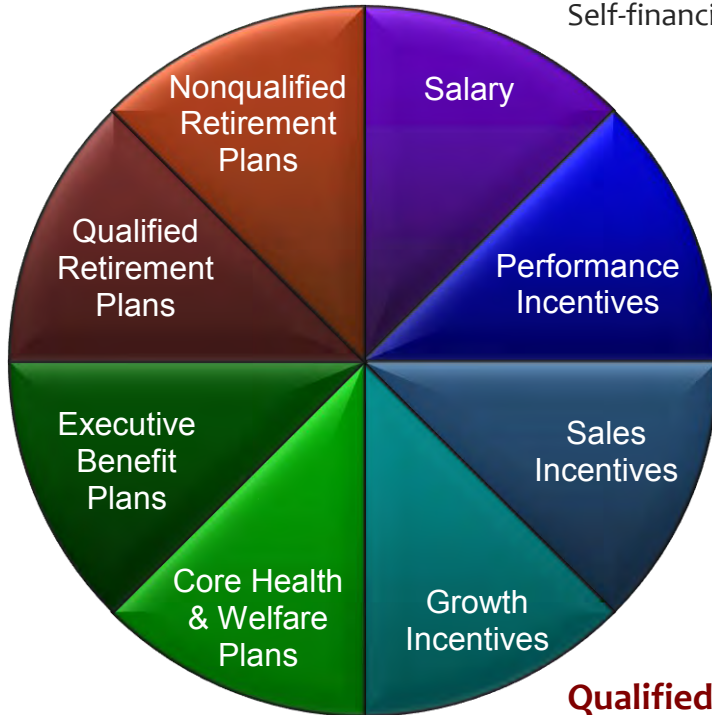 Self-financi
Nonqualified
Retirement
Plans
Salary
Qualified
Retirement
Plans
Performance
Incentives
Executive
Benefit
Plans
Sales
Incentives
Core Health
& Welfare
Plans
Growth
Incentives
Qualified